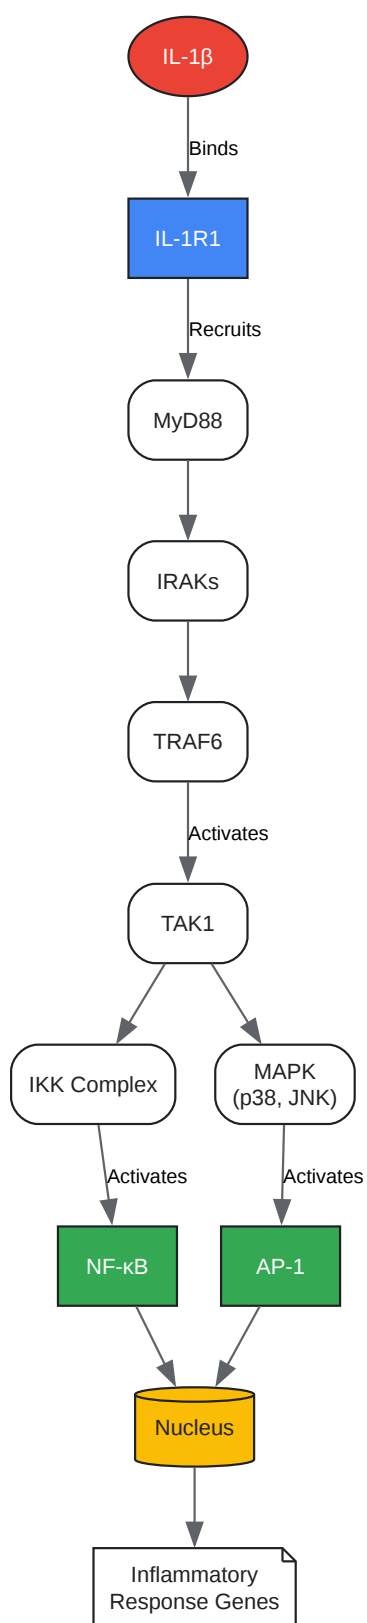 IL-1β
Binds
IL-1R1
Recruits
MyD88
IRAKs
TRAF6
Activates
TAK1
IKK Complex
MAPK
(p38, JNK)
Activates
Activates
NF-κB
AP-1
Nucleus
Inflammatory
Response Genes